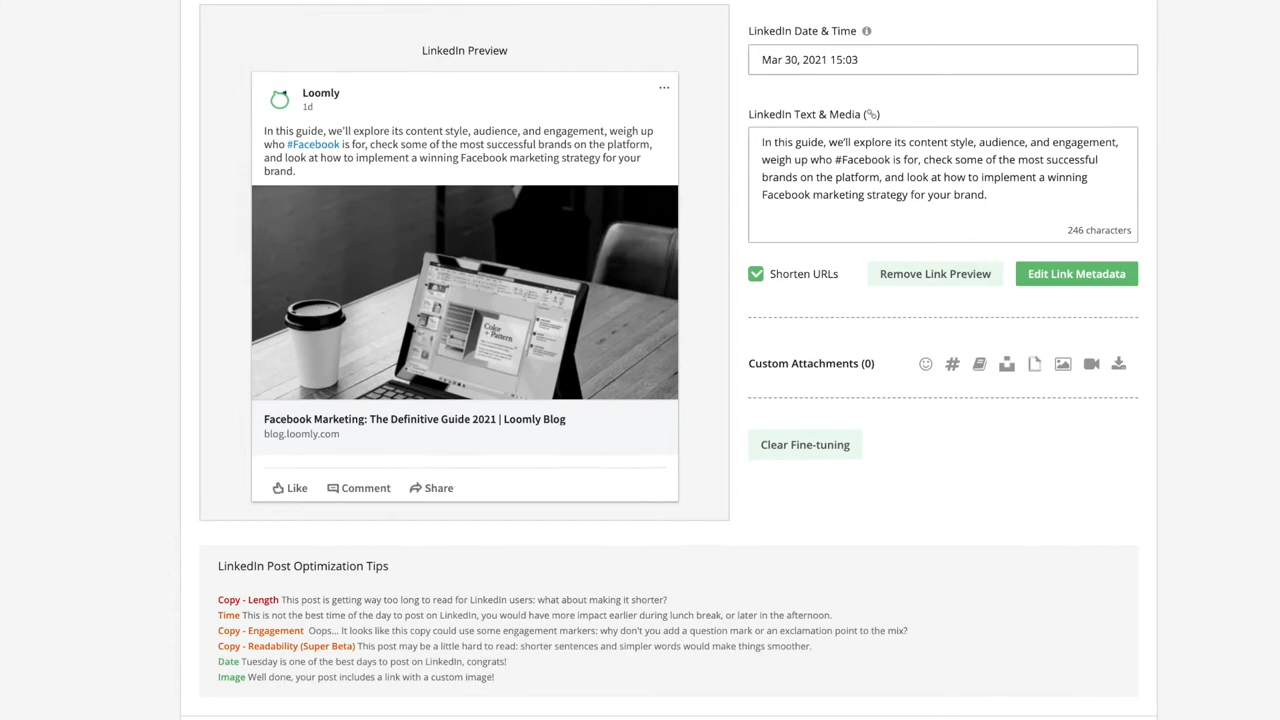 LinkedIn Preview
Loomly
1d
In this guide, we'll explore its content style, audience, and engagement, weigh up
who #Facebook is for, check some of the most successful brands on the platform,
and look at how to implement a winning Facebook marketing strategy for your
brand.
Color
+ Pattern
Facebook Marketing: The Definitive Guide 2021 | Loomly Blog
blog.loomly.com
Like
Comment
Share
LinkedIn Date & Time
Mar 30, 2021 15:03
LinkedIn Text & Media
In this guide, we'll explore its content style, audience, and engagement,
weigh up who #Facebook is for, check some of the most successful
brands on the platform, and look at how to implement a winning
Facebook marketing strategy for your brand.
246 characters
Shorten URLs
Remove Link Preview
Edit Link Metadata
Custom Attachments (0)
Clear Fine-tuning
LinkedIn Post Optimization Tips
Copy - Length This post is getting way too long to read for LinkedIn users: what about making it shorter?
Time This is not the best time of the day to post on LinkedIn, you would have more impact earlier during lunch break, or later in the afternoon.
Copy - Engagement Oops... It looks like this copy could use some engagement markers: why don't you add a question mark or an exclamation point to the mix?
Copy - Readability (Super Beta) This post may be a little hard to read: shorter sentences and simpler words would make things smoother.
Date Tuesday is one of the best days to post on LinkedIn, congrats!
Image Well done, your post includes a link with a custom image!